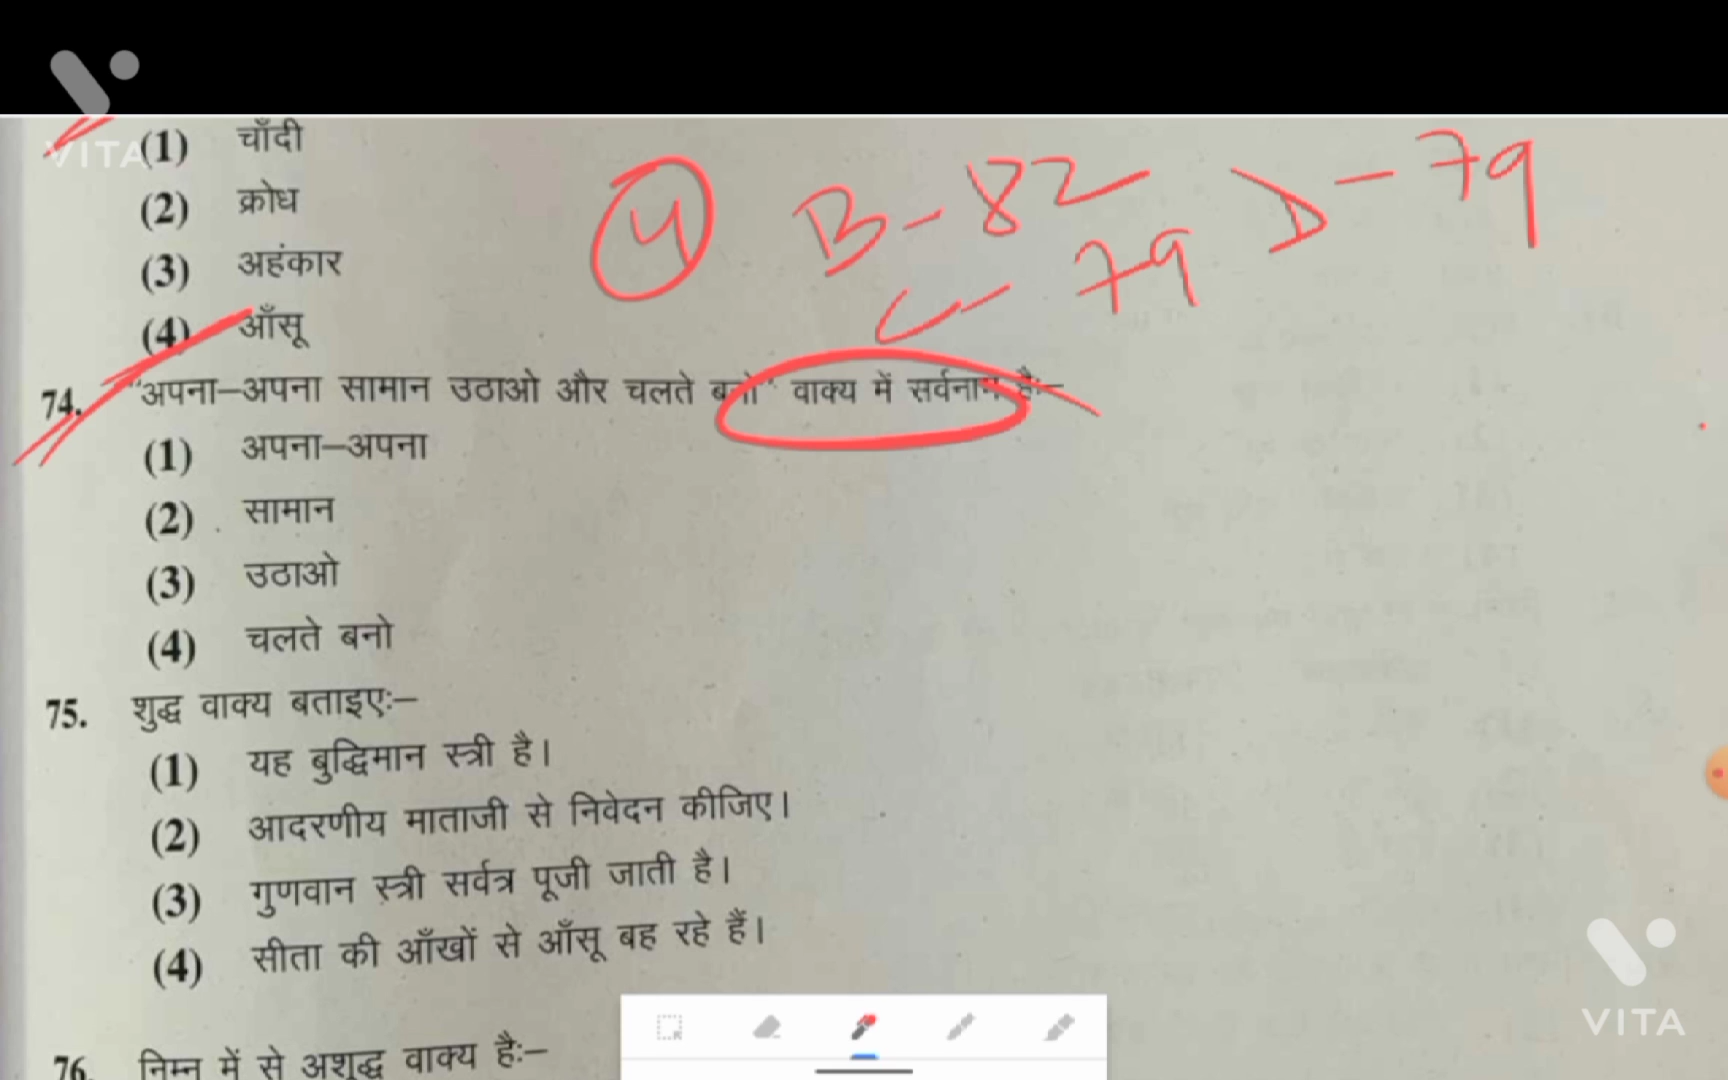 (1) चाँदी
(2) क्रोध
(3) अहंकार
(4) आँसू
4 B-82 D-79
C-79
74. "अपना–अपना सामान उठाओ और चलते बनो" वाक्य में सर्वनाम है:–
(1) अपना–अपना
(2) सामान
(3) उठाओ
(4) चलते बनो
75. शुद्ध वाक्य बताइए:–
(1) यह बुद्धिमान स्त्री है।
(2) आदरणीय माताजी से निवेदन कीजिए।
(3) गुणवान स्त्री सर्वत्र पूजी जाती है।
(4) सीता की आँखों से आँसू बह रहे हैं।
76. निम्न में से अशुद्ध वाक्य है:–
VITA
VITA